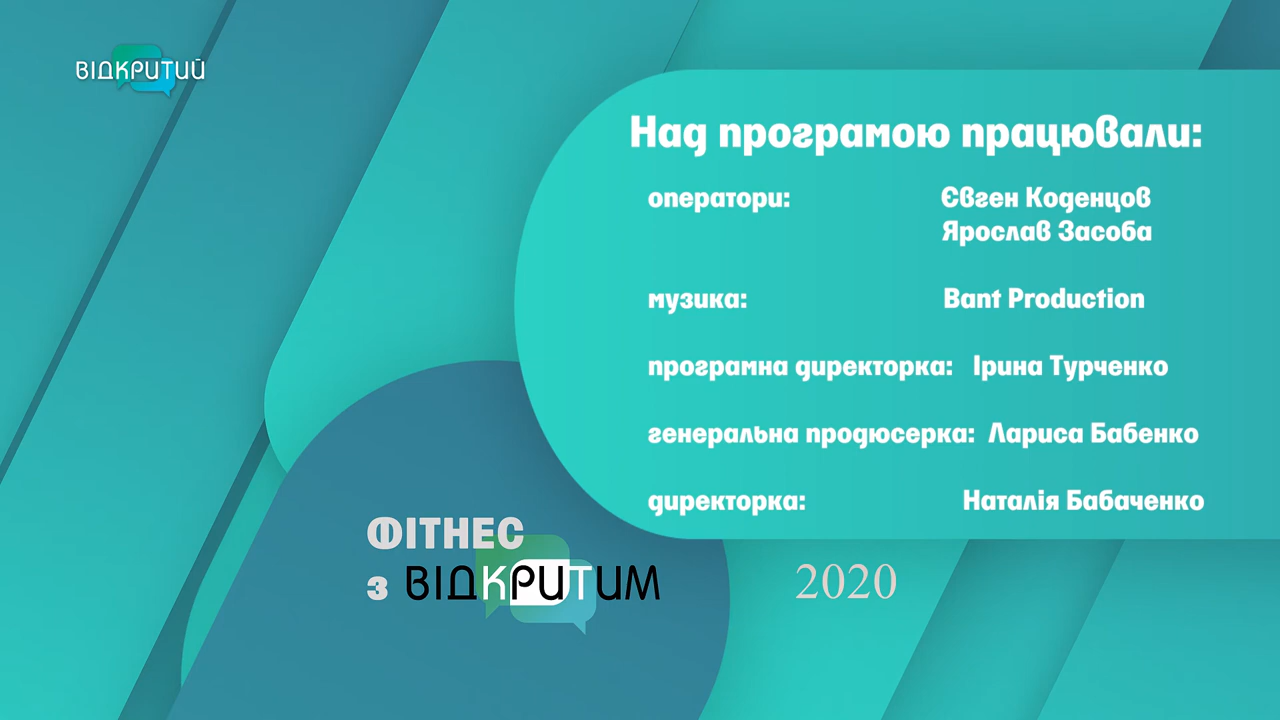 ВІДКРИТИЙ
Над програмою працювали:
оператори: Євген Коденцов
Ярослав Засоба
музика: Bant Production
програмна директорка: Ірина Турченко
генеральна продюсерка: Лариса Бабенко
директорка: Наталія Бабаченко
ФІТНЕС
з ВІДКРИТИМ
2020